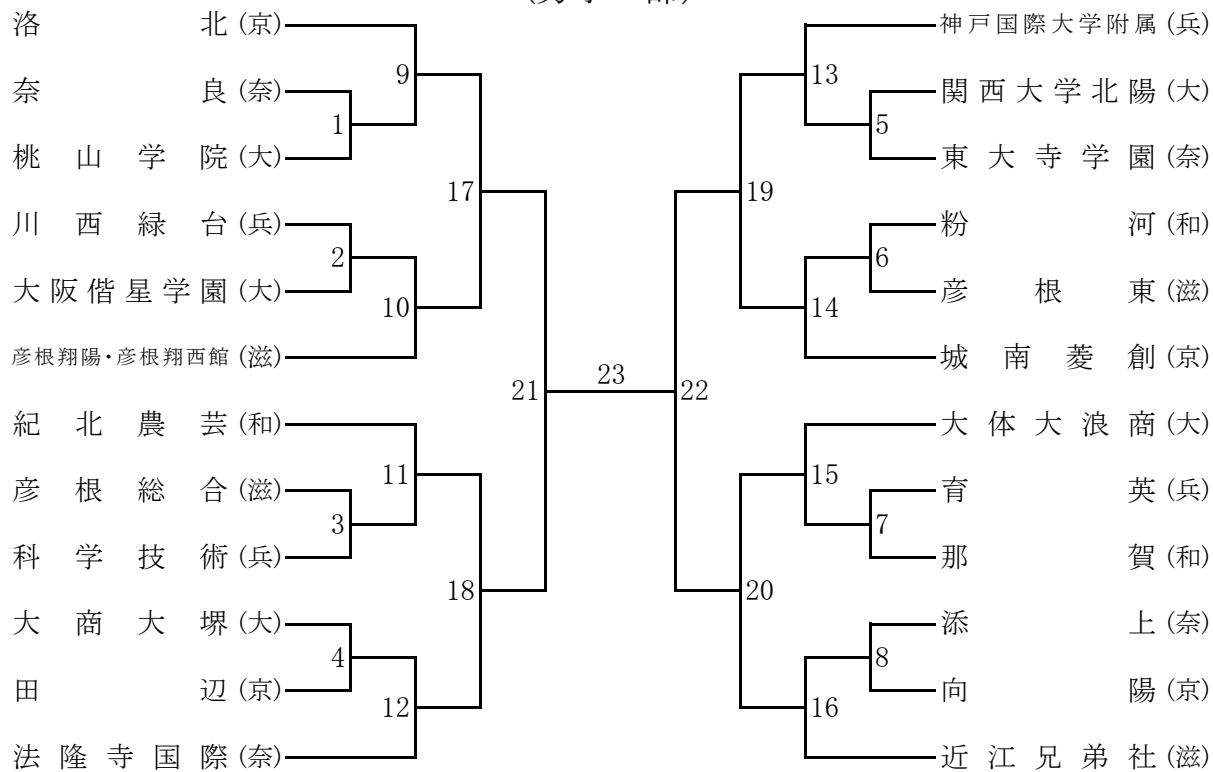 洛北(京)
奈良(奈)
桃山学院(大)
川西緑台(兵)
大阪偕星学園(大)
彦根翔陽・彦根翔西館(滋)
紀北農芸(和)
彦根総合(滋)
科学技術(兵)
大商大堺(大)
田辺(京)
法隆寺国際(奈)
1
2
3
4
9
10
11
12
17
18
21
23
22
19
20
13
14
15
16
5
6
7
8
神戸国際大学附属(兵)
関西大学北陽(大)
東大寺学園(奈)
粉河(和)
彦根東(滋)
城南菱創(京)
大体大浪商(大)
育英(兵)
那賀(和)
添上(奈)
向陽(京)
近江兄弟社(滋)